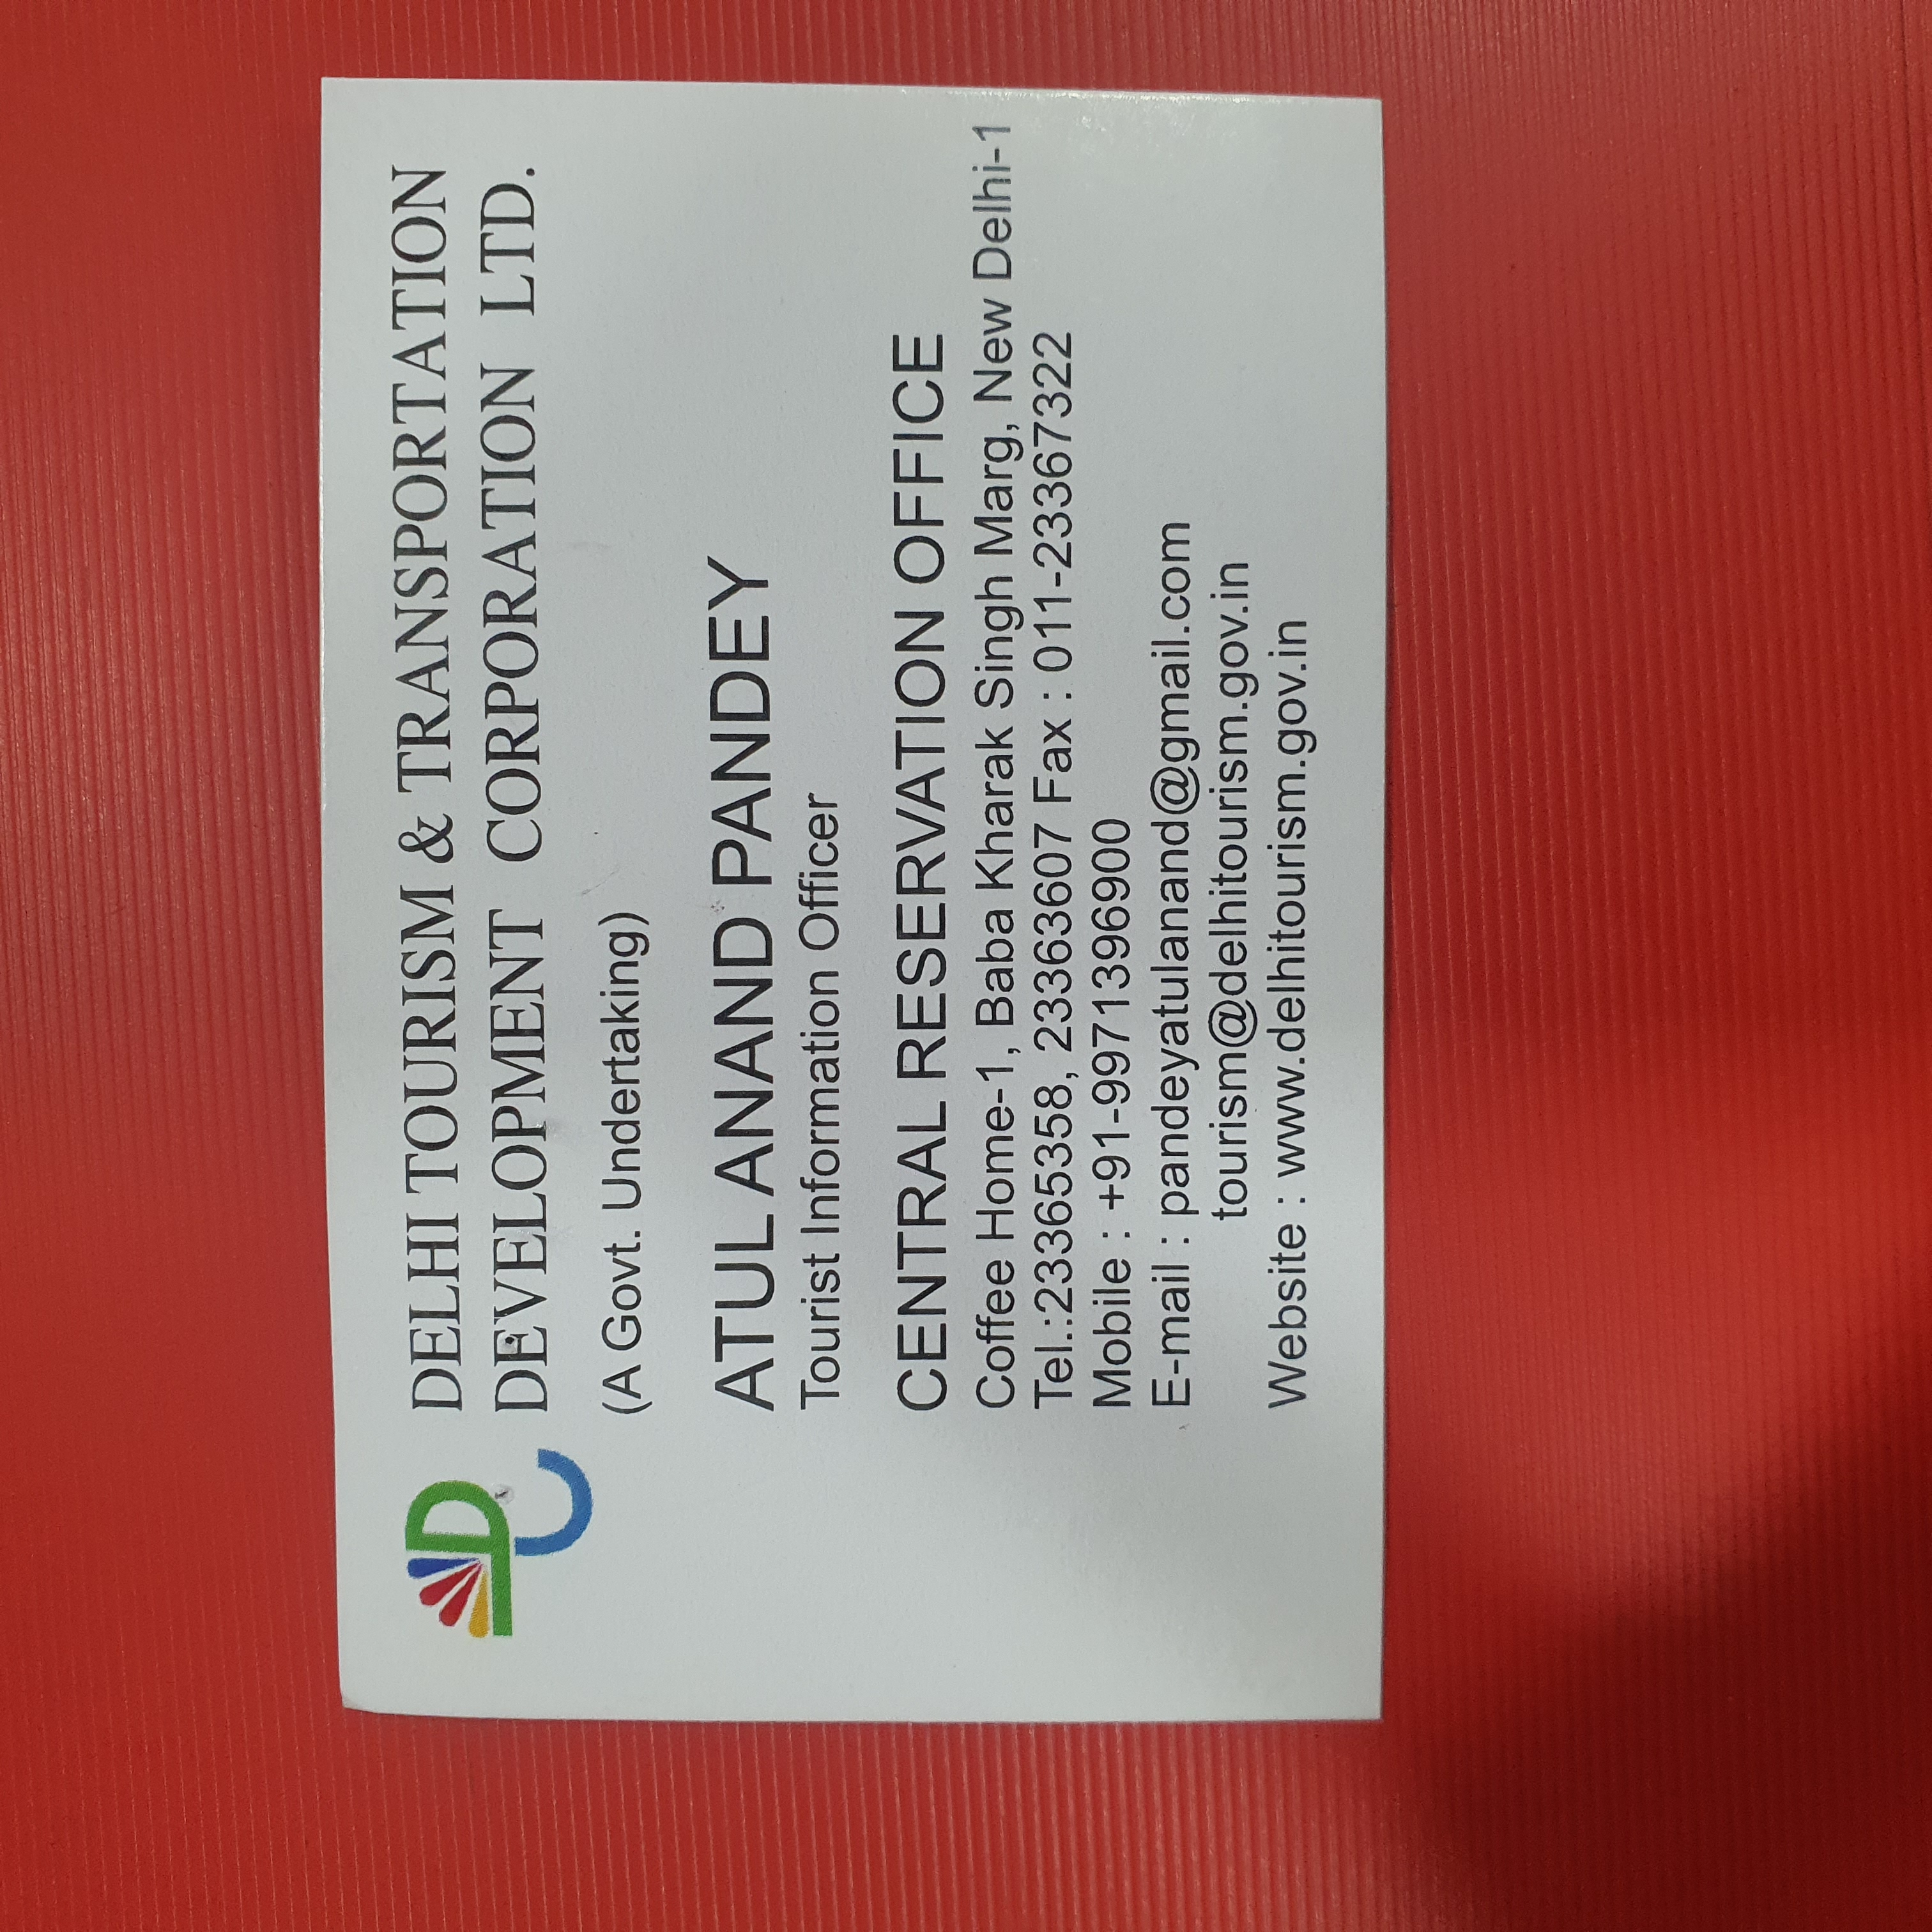 DELHI TOURISM & TRANSPORTATION
DEVELOPMENT CORPORATION LTD.
(A Govt. Undertaking)
ATUL ANAND PANDEY
Tourist Information Officer
CENTRAL RESERVATION OFFICE
Coffee Home-1, Baba Kharak Singh Marg, New Delhi-1
Tel.:23365358, 23363607 Fax : 011-23367322
Mobile : +91-9971396900
E-mail : pandeyatulanand@gmail.com
tourism@delhitourism.gov.in
Website : www.delhitourism.gov.in